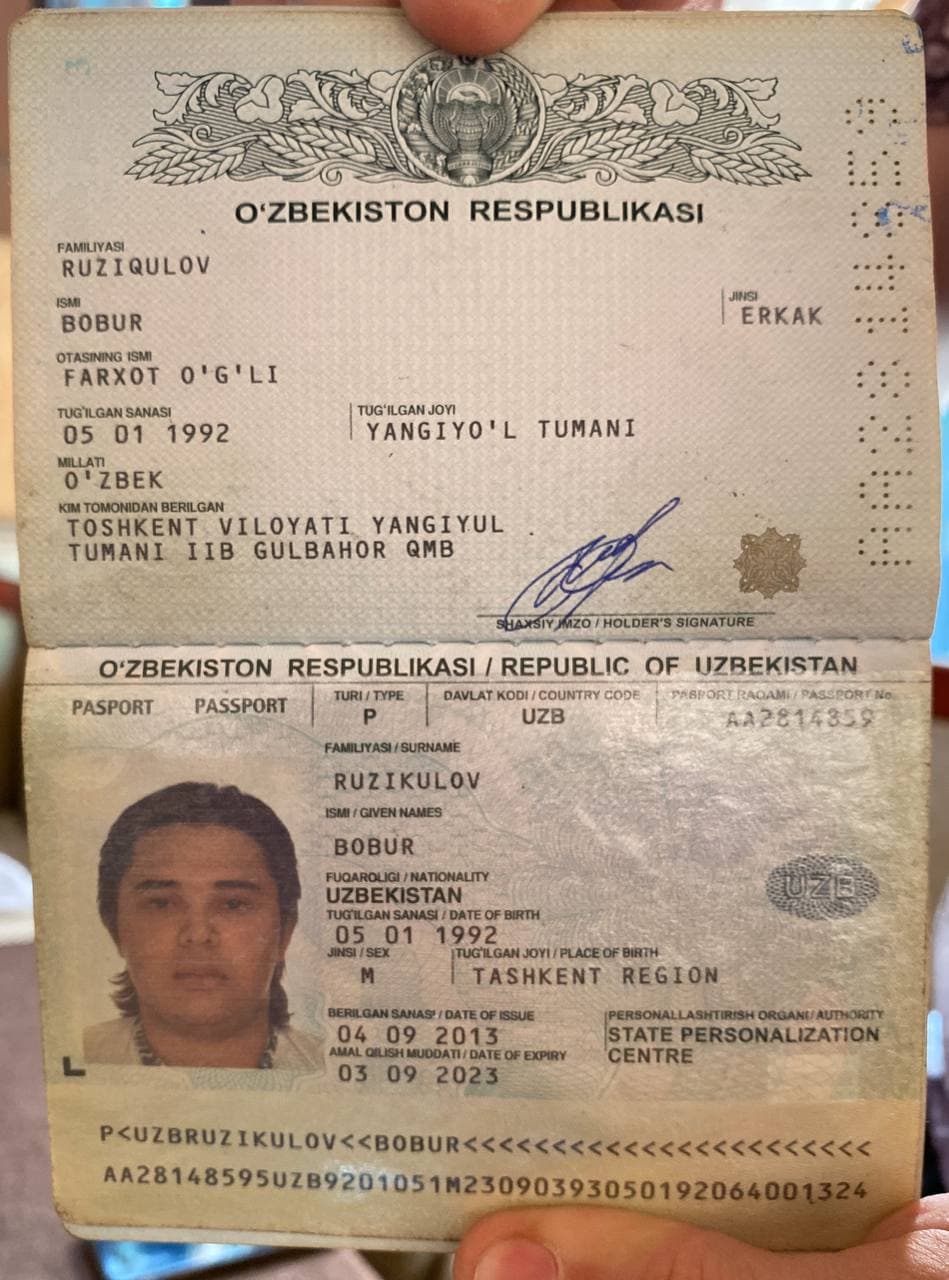 O‘ZBEKISTON RESPUBLIKASI
FAMILIYASI
RUZIQULOV
ISMI
BOBUR
JINSI
ERKAK
OTASINING ISMI
FARXOT O'G'LI
TUG‘ILGAN SANASI
05 01 1992
TUG‘ILGAN JOYI
YANGIYO'L TUMANI
MILLATI
O'ZBEK
KIM TOMONIDAN BERILGAN
TOSHKENT VILOYATI YANGIYUL
TUMANI IIB GULBAHOR QMB
SHAXSIY IMZO / HOLDER'S SIGNATURE
AA2814859
O‘ZBEKISTON RESPUBLIKASI / REPUBLIC OF UZBEKISTAN
PASPORT PASSPORT
TURI / TYPE
P
DAVLAT KODI / COUNTRY CODE
UZB
PASPORT RAQAMI / PASSPORT No.
AA2814859
FAMILIYASI / SURNAME
RUZIKULOV
ISMI / GIVEN NAMES
BOBUR
FUQAROLIGI / NATIONALITY
UZBEKISTAN
UZB
TUG‘ILGAN SANASI / DATE OF BIRTH
05 01 1992
JINSI / SEX
M
TUG‘ILGAN JOYI / PLACE OF BIRTH
TASHKENT REGION
BERILGAN SANASI / DATE OF ISSUE
04 09 2013
PERSONALLASHTIRISH ORGANI / AUTHORITY
STATE PERSONALIZATION
CENTRE
AMAL QILISH MUDDATI / DATE OF EXPIRY
03 09 2023
P<UZBRUZIKULOV<<BOBUR<<<<<<<<<<<<<<<<<<<<<<<
AA28148595UZB9201051M23090393050192064001324